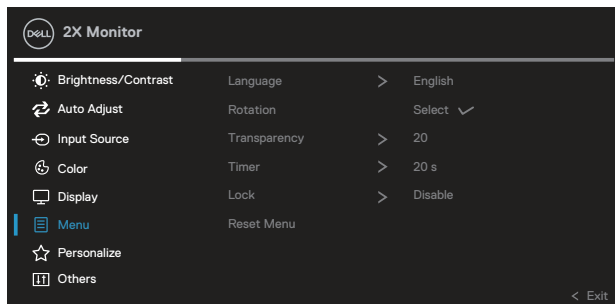 DELL 2X Monitor
Brightness/Contrast Language > English
Auto Adjust Rotation Select ✓
Input Source Transparency > 20
Color Timer > 20 s
Display Lock > Disable
Menu Reset Menu
Personalize
Others
< Exit